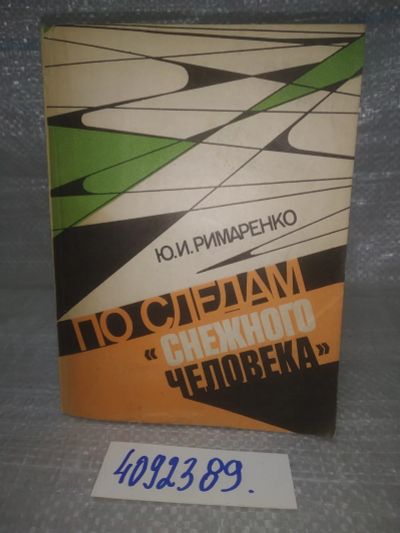 Ю.И.РИМАРЕНКО
ПО СЛЕДАМ
«СНЕЖНОГО
ЧЕЛОВЕКА»
4092389.